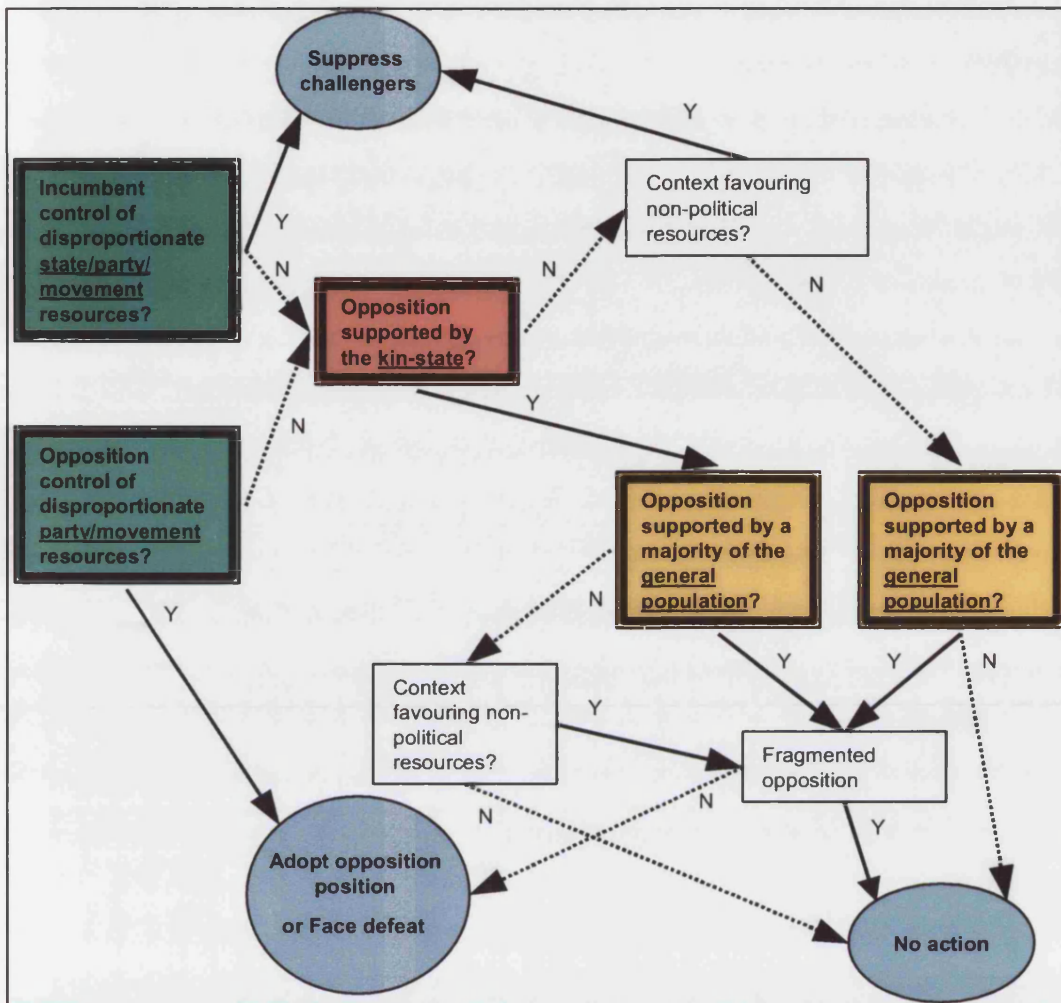 Suppress
challengers
Y
Incumbent
control of
disproportionate
state/party/
movement
resources?
Y
N
Context favouring
non-political
resources?
N
N
Opposition
supported by
the kin-state?
Y
N
Opposition
control of
disproportionate
party/movement
resources?
Opposition
supported by a
majority of the
general
population?
Opposition
supported by a
majority of the
general
population?
Y
N
Y
Y
N
Context
favouring non-
political
resources?
Y
Fragmented
opposition
N
N
Y
Adopt opposition
position
or Face defeat
No action